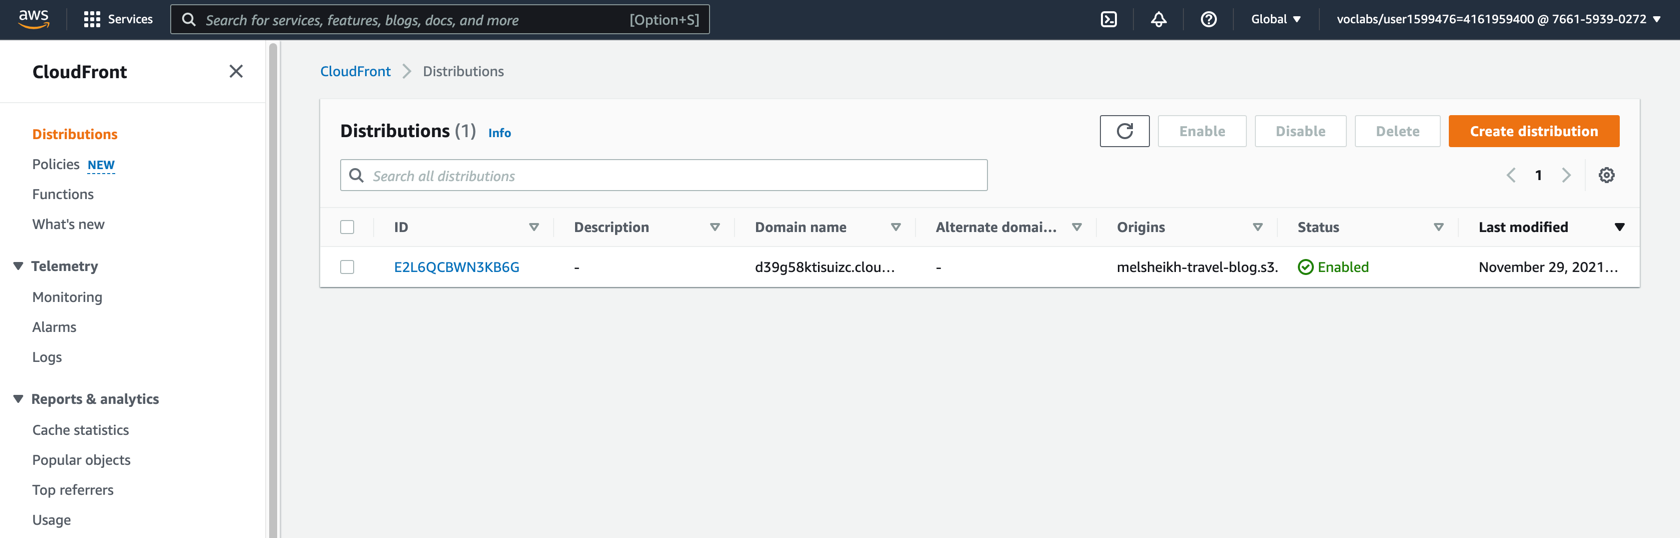 aws Services Search for services, features, blogs, docs, and more [Option+S] Global voclabs/user1599476=4161959400 @ 7661-5939-0272
CloudFront
Distributions
Policies NEW
Functions
What's new
Telemetry
Monitoring
Alarms
Logs
Reports & analytics
Cache statistics
Popular objects
Top referrers
Usage
CloudFront Distributions
Distributions (1) Info Enable Disable Delete Create distribution
Search all distributions 1
ID Description Domain name Alternate domai... Origins Status Last modified
E2L6QCBWN3KB6G - d39g58ktisuizc.clou... - melsheikh-travel-blog.s3. Enabled November 29, 2021...